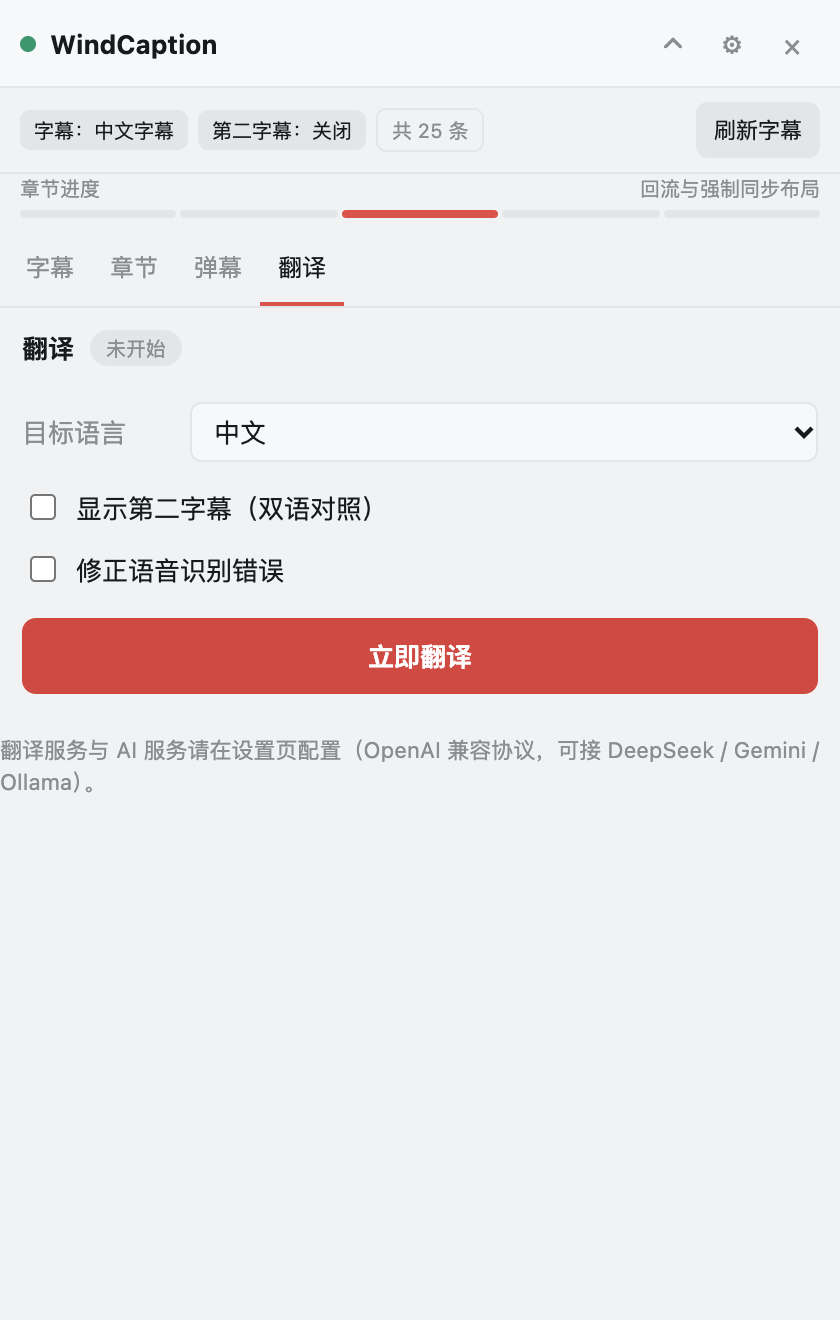 WindCaption
字幕：中文字幕 第二字幕：关闭 共 25 条 刷新字幕
章节进度 回流与强制同步布局
字幕 章节 弹幕 翻译
翻译 未开始
目标语言 中文
显示第二字幕（双语对照）
修正语音识别错误
立即翻译
翻译服务与 AI 服务请在设置页配置（OpenAI 兼容协议，可接 DeepSeek / Gemini /
Ollama）。